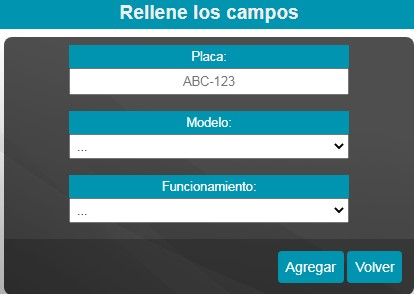 Rellene los campos
Placa:
ABC-123
Modelo:
...
Funcionamiento:
...
Agregar Volver